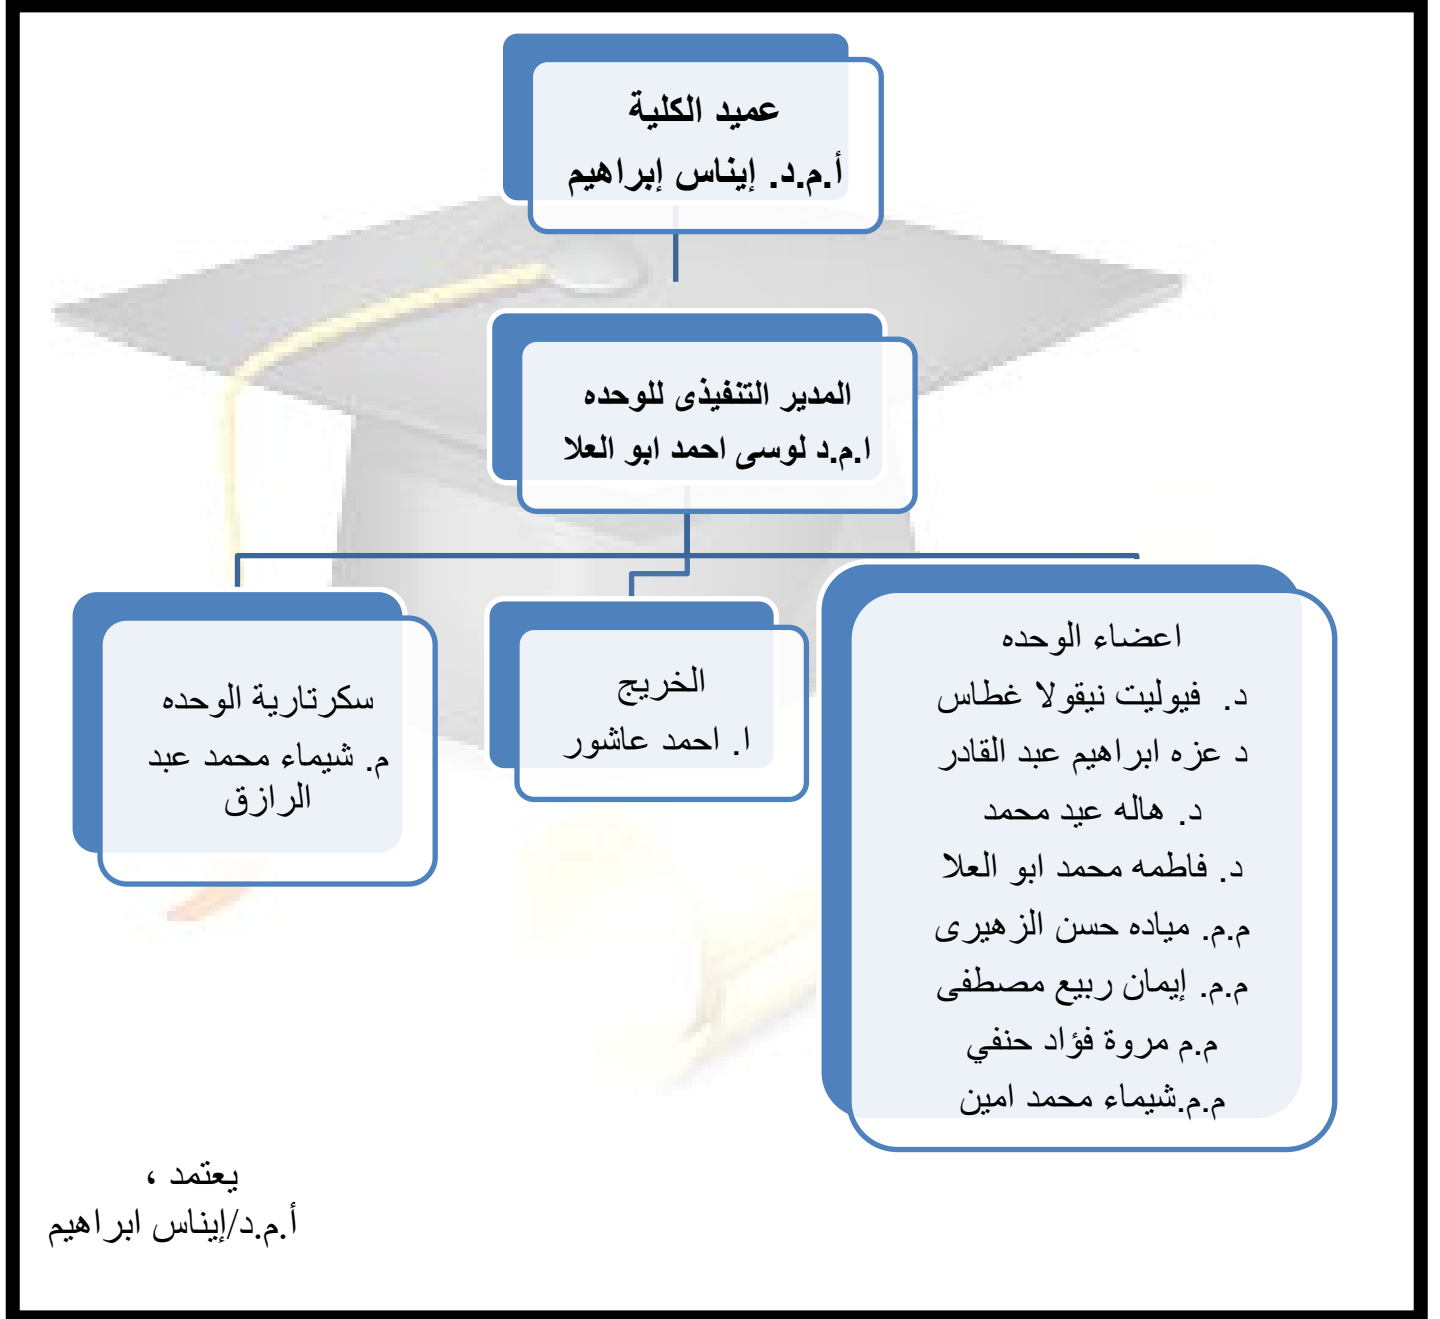 عميد الكلية
أ.م.د. إيناس إبراهيم
المدير التنفيذى للوحده
ا.م.د لوسى احمد ابو العلا
اعضاء الوحده
د. فيوليت نيقولا غطاس
د عزه ابراهيم عبد القادر
د. هاله عيد محمد
د. فاطمه محمد ابو العلا
م.م. مياده حسن الزهيرى
م.م. إيمان ربيع مصطفى
م.م مروة فؤاد حنفي
م.م.شيماء محمد امين
الخريج
ا. احمد عاشور
سكرتارية الوحده
م. شيماء محمد عبد
الرازق
يعتمد ،
أ.م.د/إيناس ابراهيم